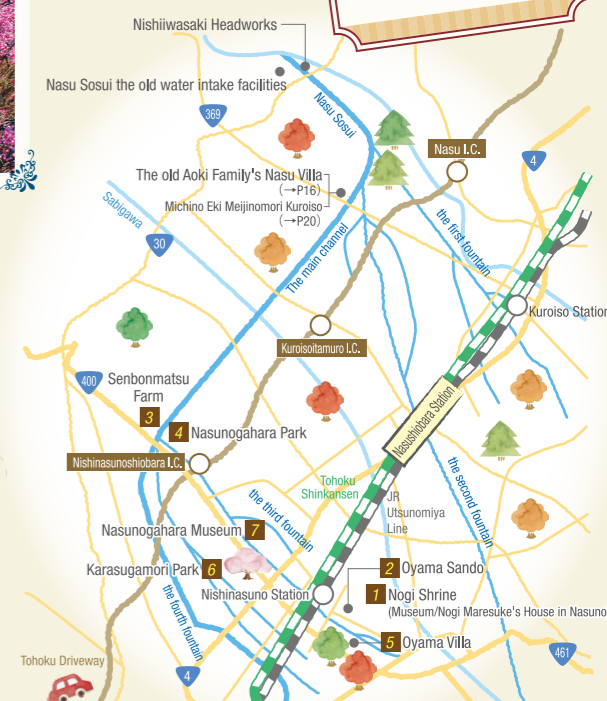 Nishiiwasaki Headworks
Nasu Sosui the old water intake facilities
Nasu Sosui
369
Nasu I.C.
4
The old Aoki Family's Nasu Villa
(→P16)
Michino Eki Meijinomori Kuroiso
(→P20)
Sabigawa
30
The main channel
the first fountain
Kuroiso Station
Kuroisoitamuro I.C.
400
Senbonmatsu
Farm
3
4 Nasunogahara Park
Nishinasunoshiobara I.C.
Nasushiobara Station
Tohoku
Shinkansen
JR
Utsunomiya
Line
the second fountain
the third fountain
Nasunogahara Museum 7
Karasugamori Park 6
Nishinasuno Station
2 Oyama Sando
1 Nogi Shrine
(Museum/Nogi Maresuke's House in Nasuno
5 Oyama Villa
the fourth fountain
Tohoku Driveway
4
461